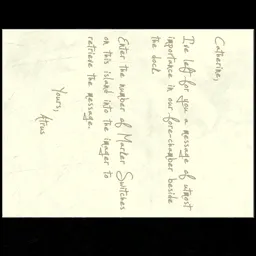 Catherine,
I've left for you a message of utmost
importance in our fore-chamber beside
the dock.
Enter the number of Marker Switches
on this island into the imager to
retrieve the message.
Yours,
Atrus